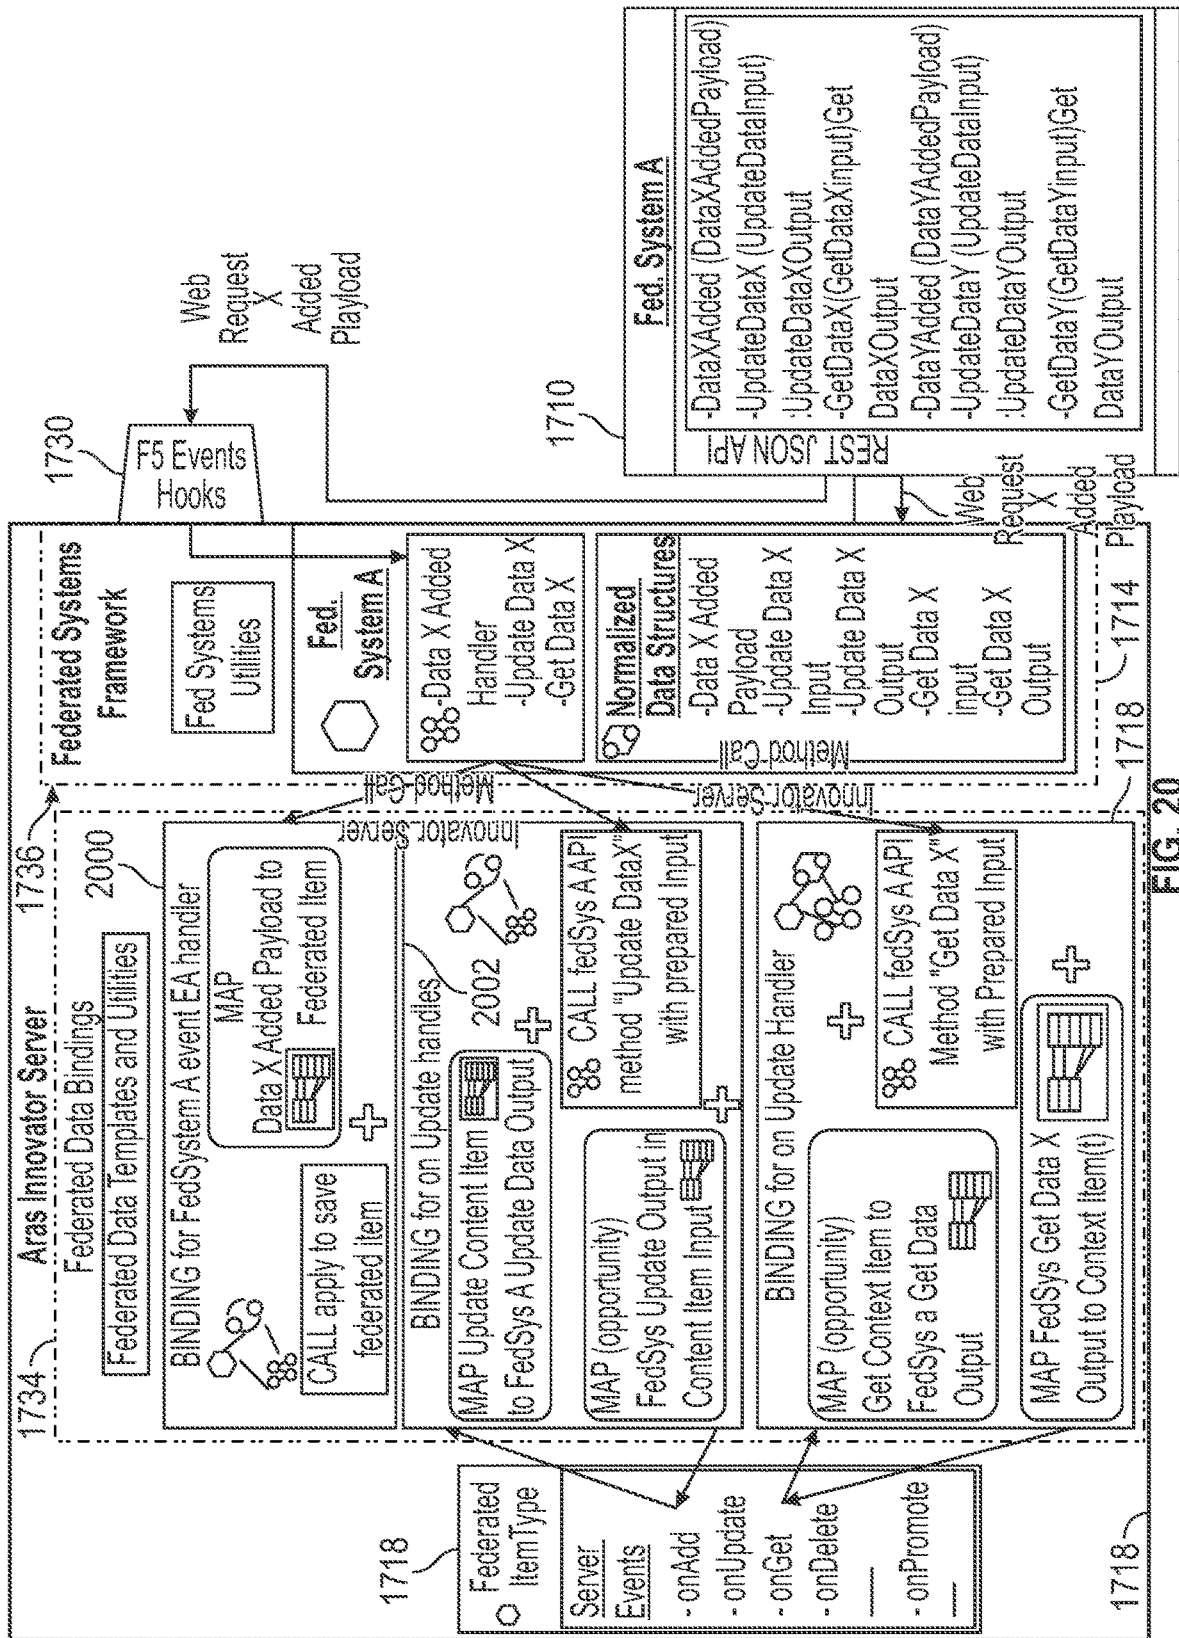 Aras Innovator Server
1734
Federated Data Bindings
Federated Data Templates and Utilities
2000
BINDING for FedSystem A event EA handler
MAP
Data X Added Payload to
Federated Item
CALL apply to save
federated item
Innovator Server
Method-Call
BINDING for on Update handles
2002
MAP Update Content Item
to FedSys A Update Data Output
CALL fedSys A API
method "Update DataX"
with prepared Input
MAP (opportunity)
FedSys Update Output in
Content Item Input
BINDING for on Update Handler
MAP (opportunity)
Get Context Item to
FedSys a Get Data
Output
CALL fedSys A API
Method "Get Data X"
with Prepared Input
MAP FedSys Get Data X
Output to Context Item(t)
1718
Federated
ItemType
Server
Events
- onAdd
- onUpdate
- onGet
- onDelete
- onPromote
1718
1718
1736
Federated Systems
Framework
Fed Systems
Utilities
Fed.
System A
-Data X Added
Handler
-Update Data X
-Get Data X
Normalized
Data Structures
-Data X Added
Payload
-Update Data X
Input
-Update Data X
Output
-Get Data X
input
-Get Data X
Output
Method-Call
Innovator-Server
1714
1730
F5 Events
Hooks
Web
Request
X
Added
Playload
1710
Fed. System A
REST JSON API
-DataXAdded (DataXAddedPayload)
-UpdateDataX (UpdateDataInput)
:UpdateDataXOutput
-GetDataX(GetDataXinput)Get
DataXOutput
-DataYAdded (DataYAddedPayload)
-UpdateDataY (UpdateDataInput)
:UpdateDataYOutput
-GetDataY(GetDataYinput)Get
DataYOutput
Web
Request
X
Added
Payload
FIG. 20